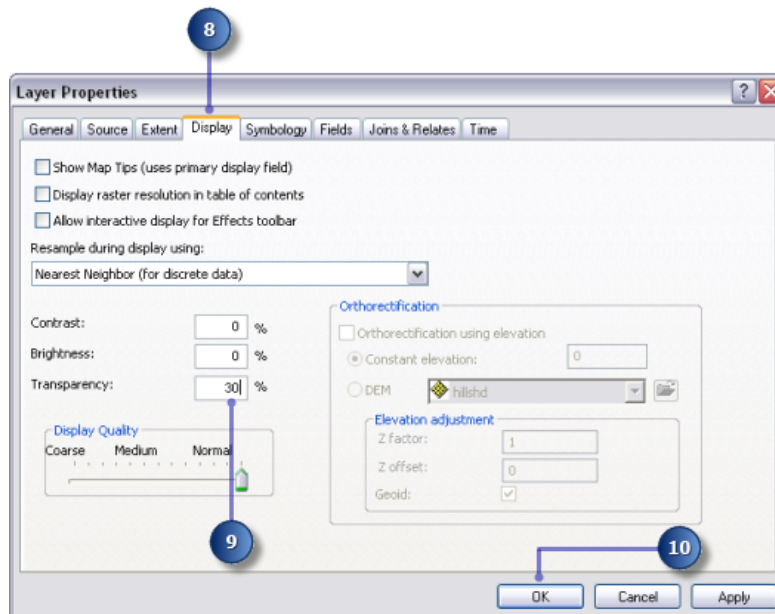 8
Layer Properties
?
General Source Extent Display Symbology Fields Joins & Relates Time
Show Map Tips (uses primary display field)
Display raster resolution in table of contents
Allow interactive display for Effects toolbar
Resample during display using:
Nearest Neighbor (for discrete data)
Contrast: 0 %
Brightness: 0 %
Transparency: 30 %
Display Quality
Coarse Medium Normal
Orthorectification
Orthorectification using elevation
Constant elevation: 0
DEM hillshd
Elevation adjustment
Z factor: 1
Z offset: 0
Geoid:
9
10
OK Cancel Apply